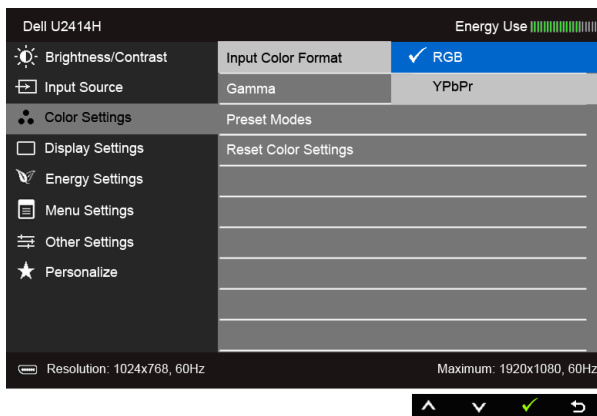 Dell U2414H Energy Use
Brightness/Contrast Input Color Format RGB
Input Source Gamma YPbPr
Color Settings Preset Modes
Display Settings Reset Color Settings
Energy Settings
Menu Settings
Other Settings
Personalize
Resolution: 1024x768, 60Hz Maximum: 1920x1080, 60Hz